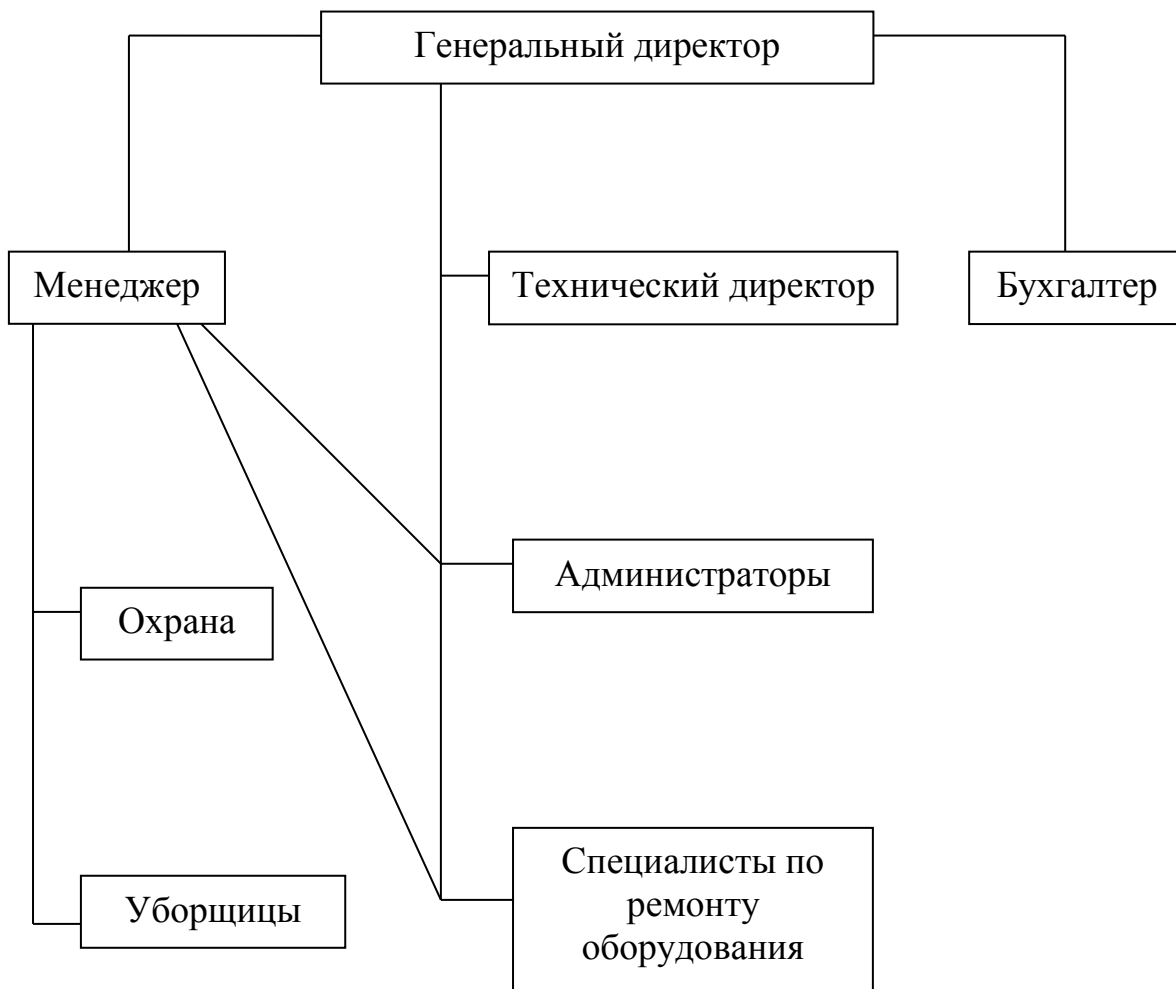 Генеральный директор
Менеджер
Технический директор
Бухгалтер
Администраторы
Охрана
Специалисты по
ремонту
оборудования
Уборщицы